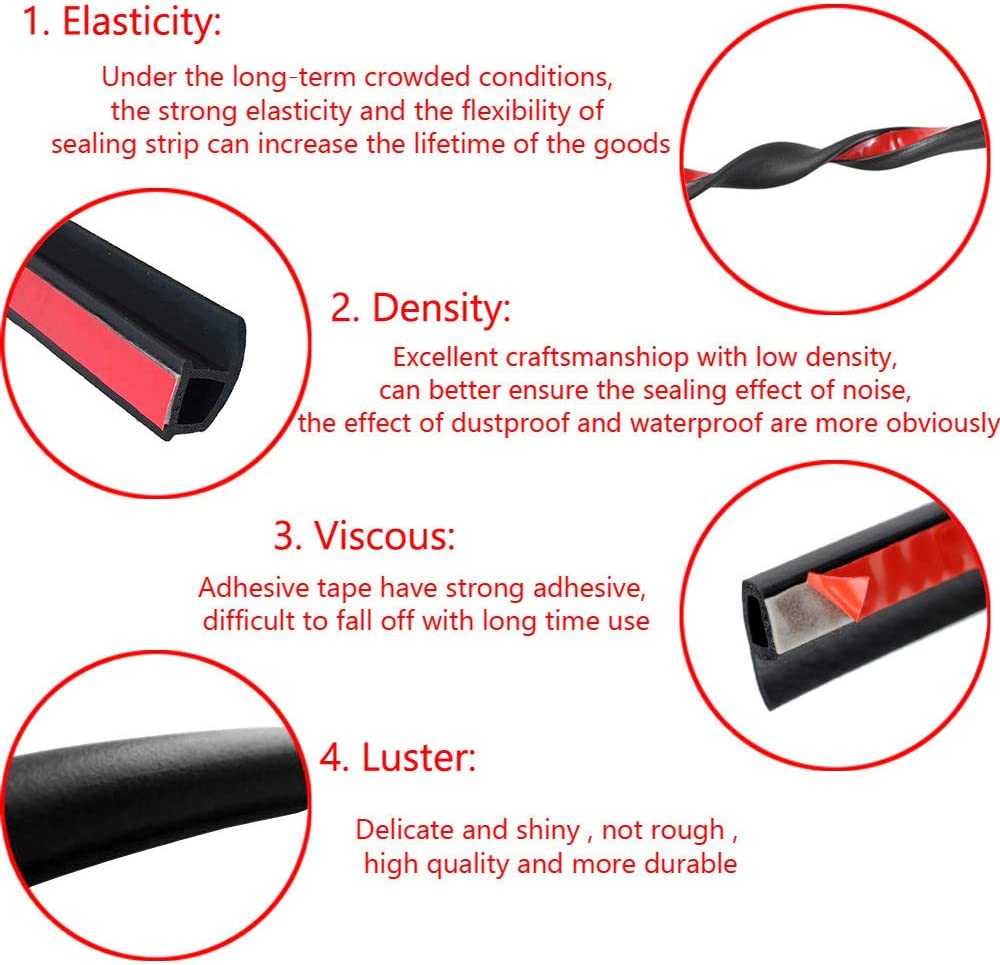 1. Elasticity:
Under the long-term crowded conditions,
the strong elasticity and the flexibility of
sealing strip can increase the lifetime of the goods
2. Density:
Excellent craftsmanshiop with low density,
can better ensure the sealing effect of noise,
the effect of dustproof and waterproof are more obviously
3. Viscous:
Adhesive tape have strong adhesive,
difficult to fall off with long time use
4. Luster:
Delicate and shiny , not rough ,
high quality and more durable